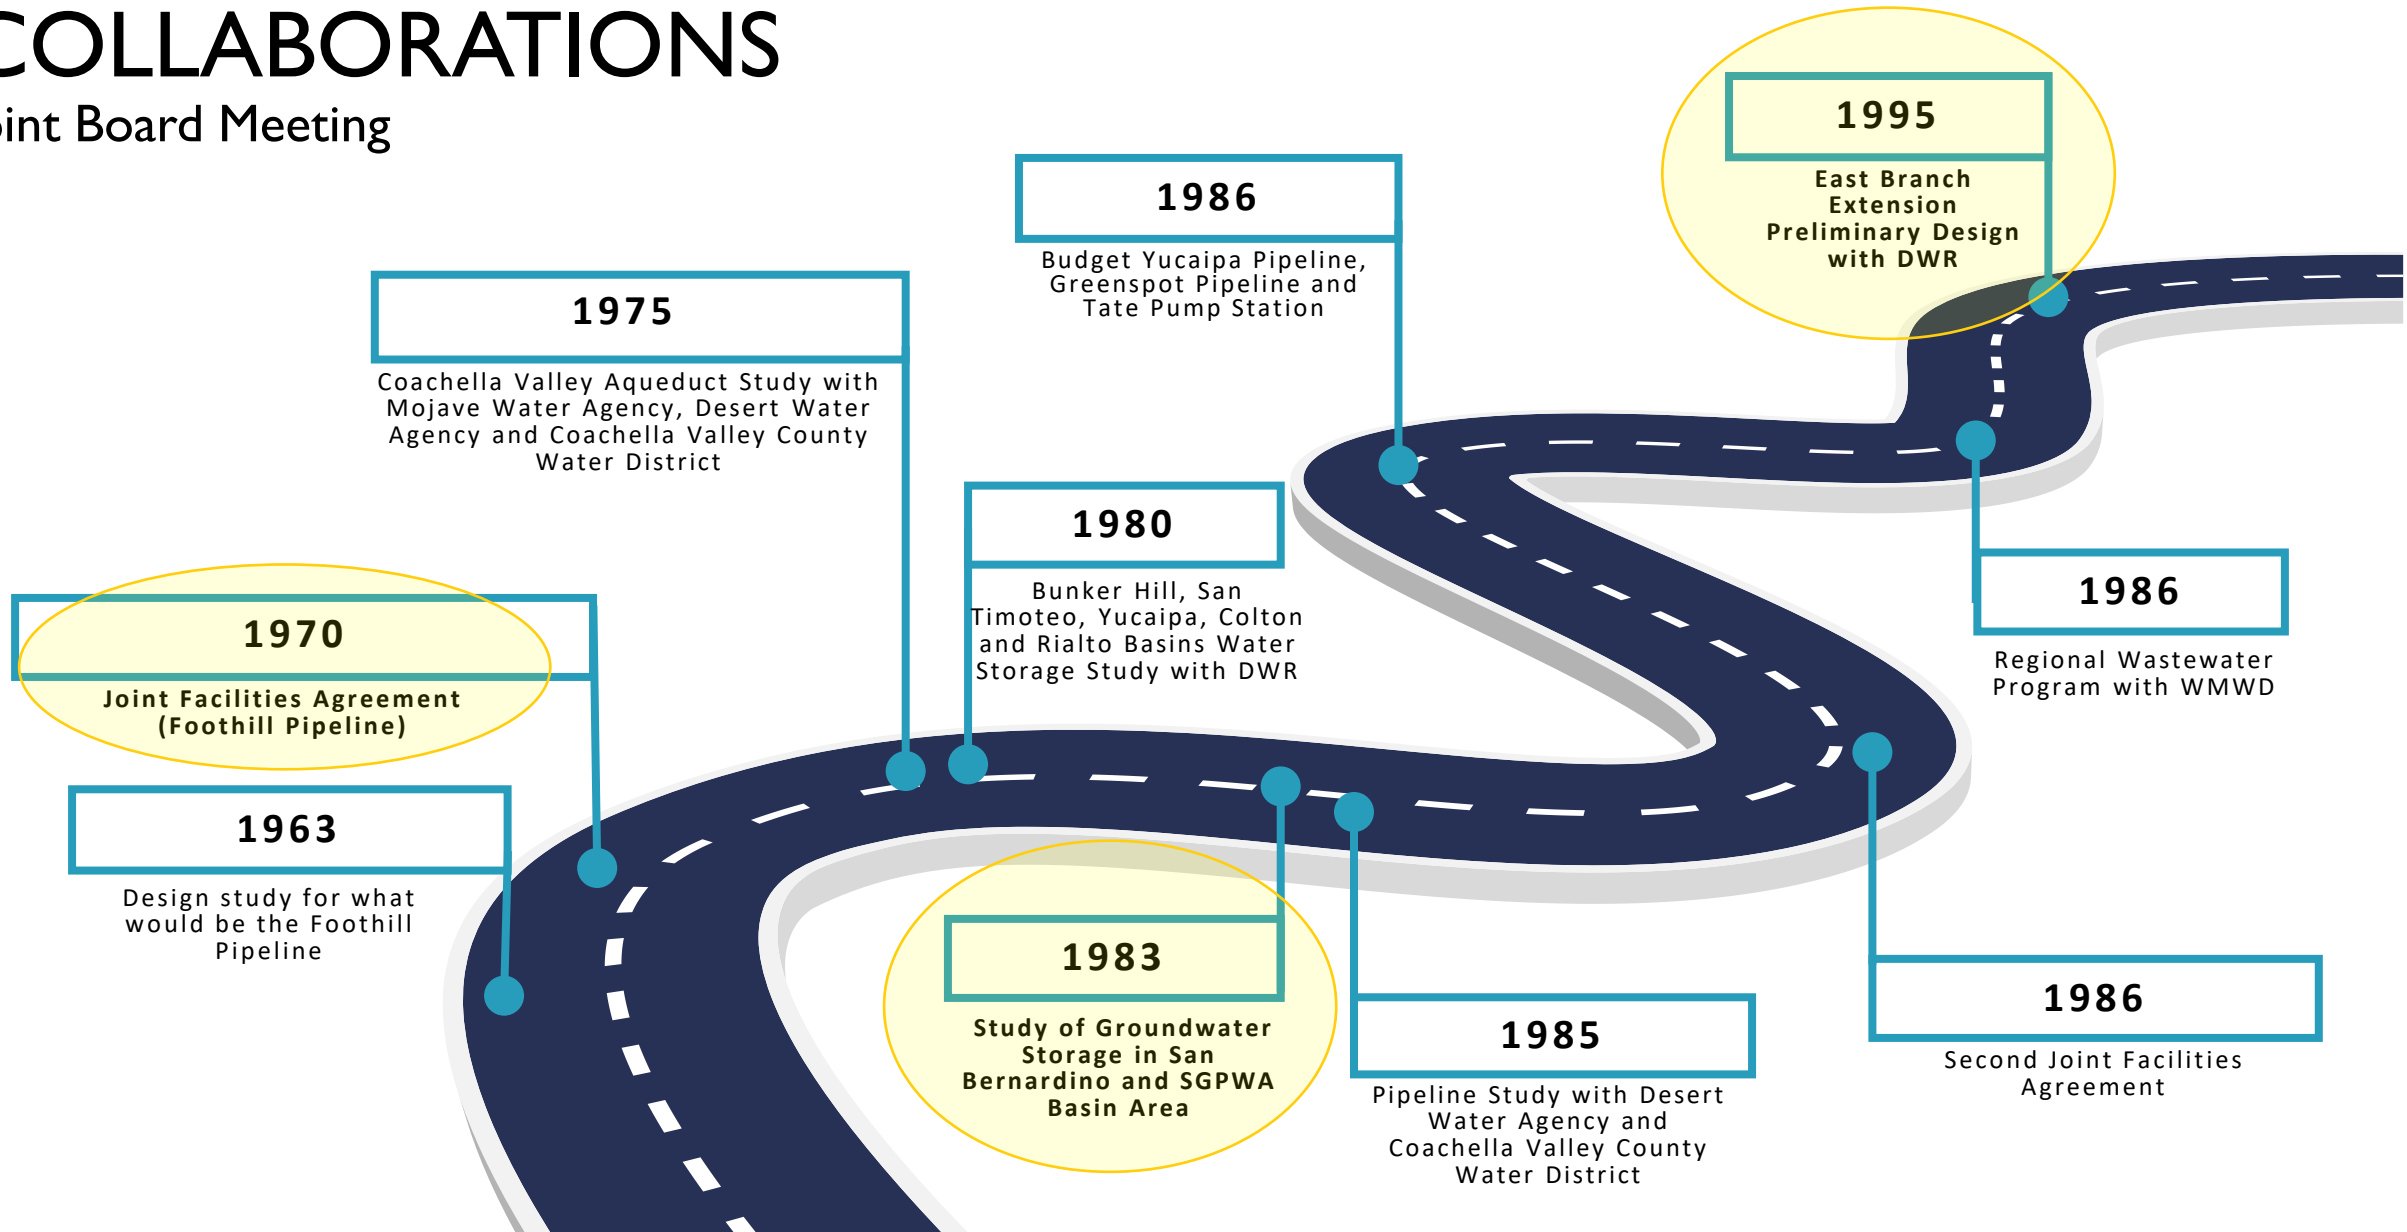 COLLABORATIONS
Joint Board Meeting
1963
Design study for what
would be the Foothill
Pipeline
1970
Joint Facilities Agreement
(Foothill Pipeline)
1975
Coachella Valley Aqueduct Study with
Mojave Water Agency, Desert Water
Agency and Coachella Valley County
Water District
1980
Bunker Hill, San
Timoteo, Yucaipa, Colton
and Rialto Basins Water
Storage Study with DWR
1983
Study of Groundwater
Storage in San
Bernardino and SGPWA
Basin Area
1985
Pipeline Study with Desert
Water Agency and
Coachella Valley County
Water District
1986
Second Joint Facilities
Agreement
1986
Budget Yucaipa Pipeline,
Greenspot Pipeline and
Tate Pump Station
1986
Regional Wastewater
Program with WMWD
1995
East Branch
Extension
Preliminary Design
with DWR